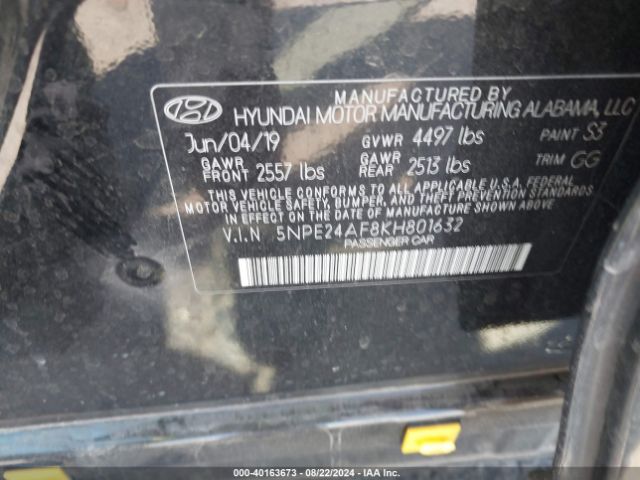 MANUFACTURED BY
HYUNDAI MOTOR MANUFACTURING ALABAMA, LLC
Jun/04/19 GVWR 4497 lbs PAINT S3
GAWR FRONT 2557 lbs GAWR REAR 2513 lbs TRIM GG
THIS VEHICLE CONFORMS TO ALL APPLICABLE U.S.A. FEDERAL
MOTOR VEHICLE SAFETY, BUMPER, AND THEFT PREVENTION STANDARDS
IN EFFECT ON THE DATE OF MANUFACTURE SHOWN ABOVE.
V.I.N 5NPE24AF8KH801632
PASSENGER CAR
000-40163673 - 08/22/2024 - IAA Inc.